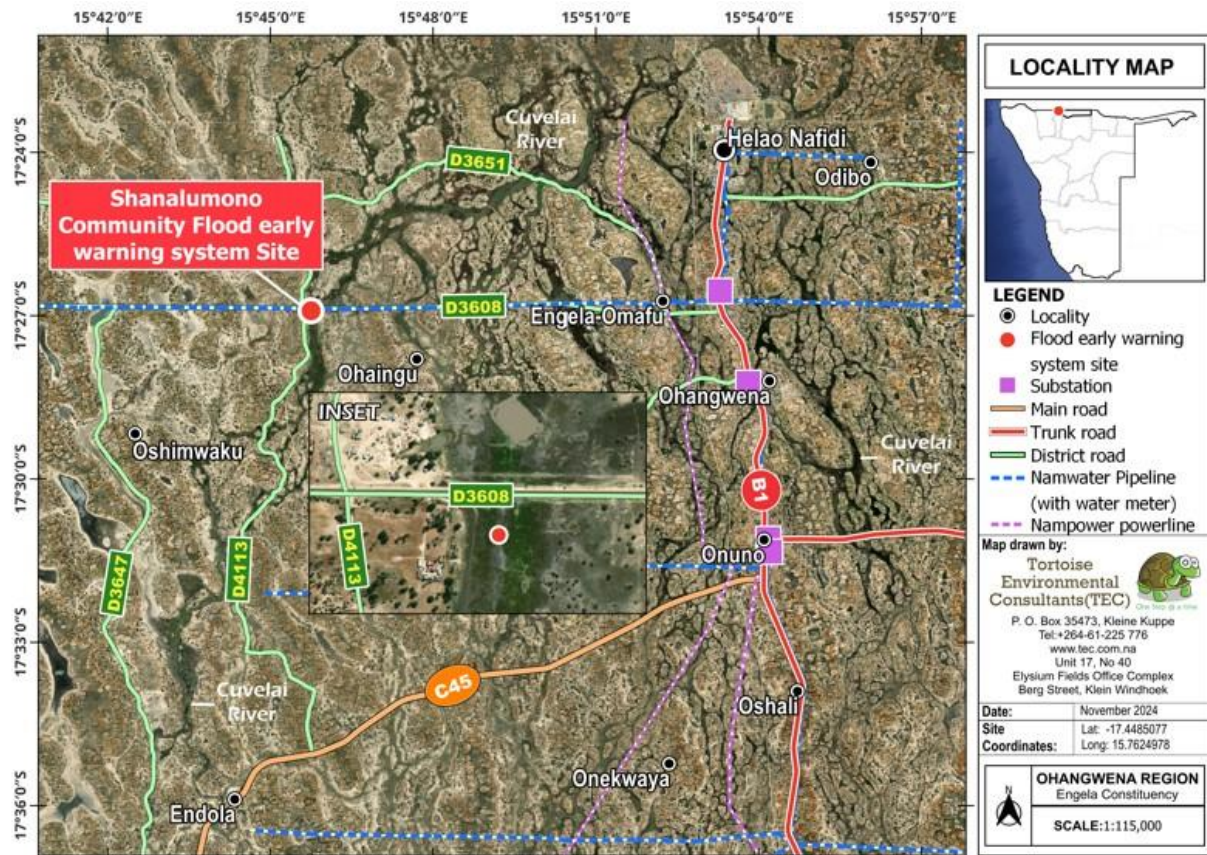 15°42'0"E 15°45'0"E 15°48'0"E 15°51'0"E 15°54'0"E 15°57'0"E
17°24'0"S
17°27'0"S
17°30'0"S
17°33'0"S
17°36'0"S
Cuvelai
River
Helao Nafidi
Odibo
D3651
Shanalumono
Community Flood early
warning system Site
D3608
Engela-Omafu
Ohaingu
Ohangwena
Oshimwaku
INSET
D3608
D4113
Cuvelai
River
B1
Onuno
D3647
D4113
C45
Cuvelai
River
Oshali
Onekwaya
Endola
LOCALITY MAP
LEGEND
Locality
Flood early warning
system site
Substation
Main road
Trunk road
District road
Namwater Pipeline
(with water meter)
Nampower powerline
Map drawn by:
Tortoise
Environmental
Consultants(TEC)
One Step @ a time
P. O. Box 35473, Kleine Kuppe
Tel:+264-61-225 776
www.tec.com.na
Unit 17, No 40
Elysium Fields Office Complex
Berg Street, Klein Windhoek
Date: November 2024
Site Lat: -17.4485077
Coordinates: Long: 15.7624978
N
OHANGWENA REGION
Engela Constituency
SCALE:1:115,000